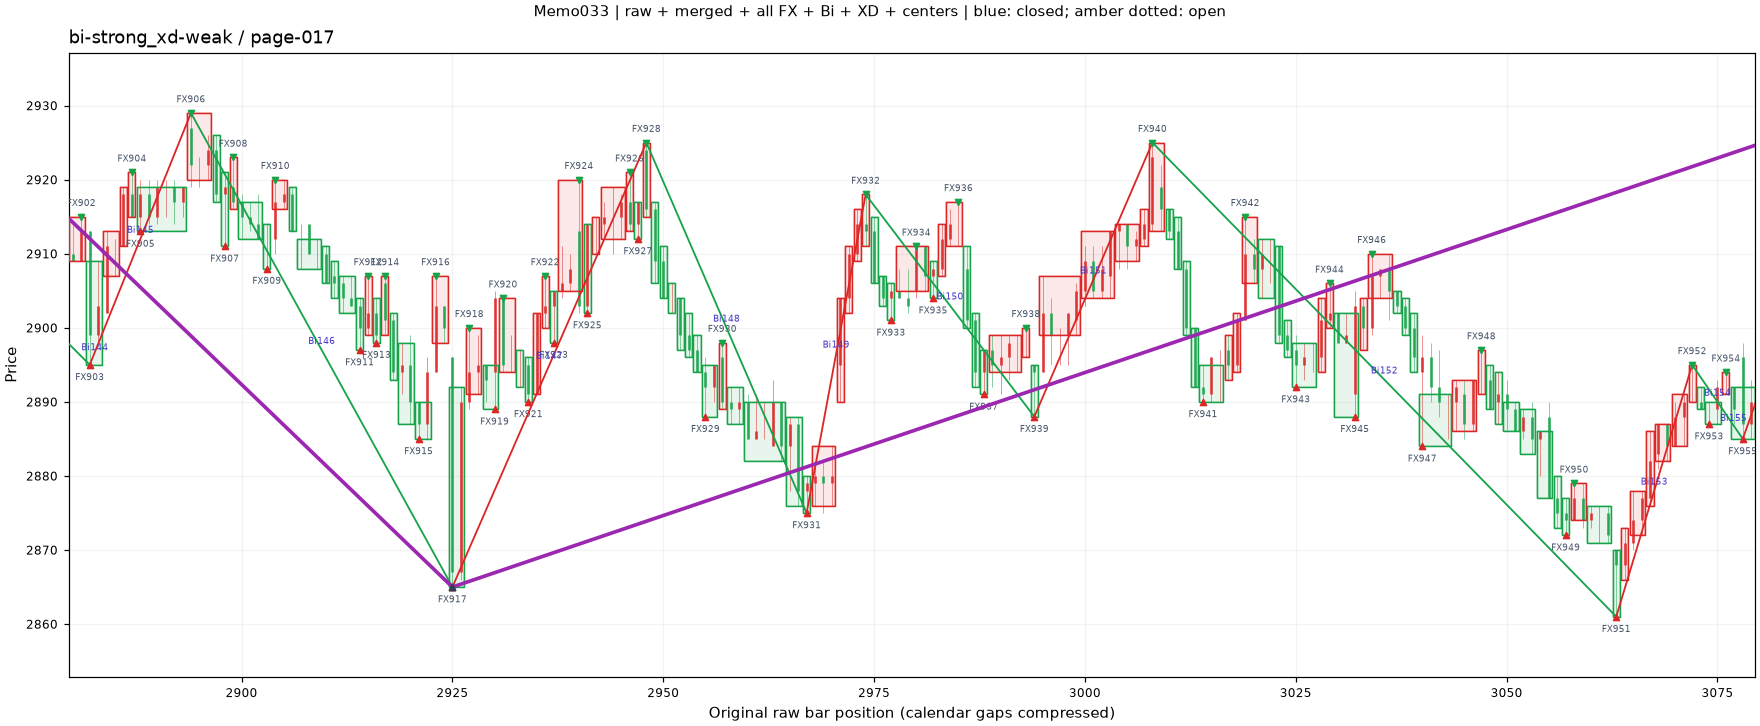 Memo033 | raw + merged + all FX + Bi + XD + centers | blue: closed; amber dotted: open
bi-strong_xd-weak / page-017
Price
2930
2920
2910
2900
2890
2880
2870
2860
FX902
FX903
FX904
FX905
FX906
FX907
FX908
FX909
FX910
FX911
FX913
FX914
FX915
FX916
FX917
FX918
FX919
FX920
FX921
FX922
FX924
FX925
FX927
FX928
FX929
FX930
FX931
FX932
FX933
FX934
FX935
FX936
FX937
FX938
FX939
FX940
FX941
FX942
FX943
FX944
FX945
FX946
FX947
FX948
FX949
FX950
FX951
FX952
FX953
FX954
FX955
Bi144
Bi145
Bi146
Bi148
Bi149
Bi150
Bi151
Bi152
Bi153
Bi154
Bi155
2900
2925
2950
2975
3000
3025
3050
3075
Original raw bar position (calendar gaps compressed)